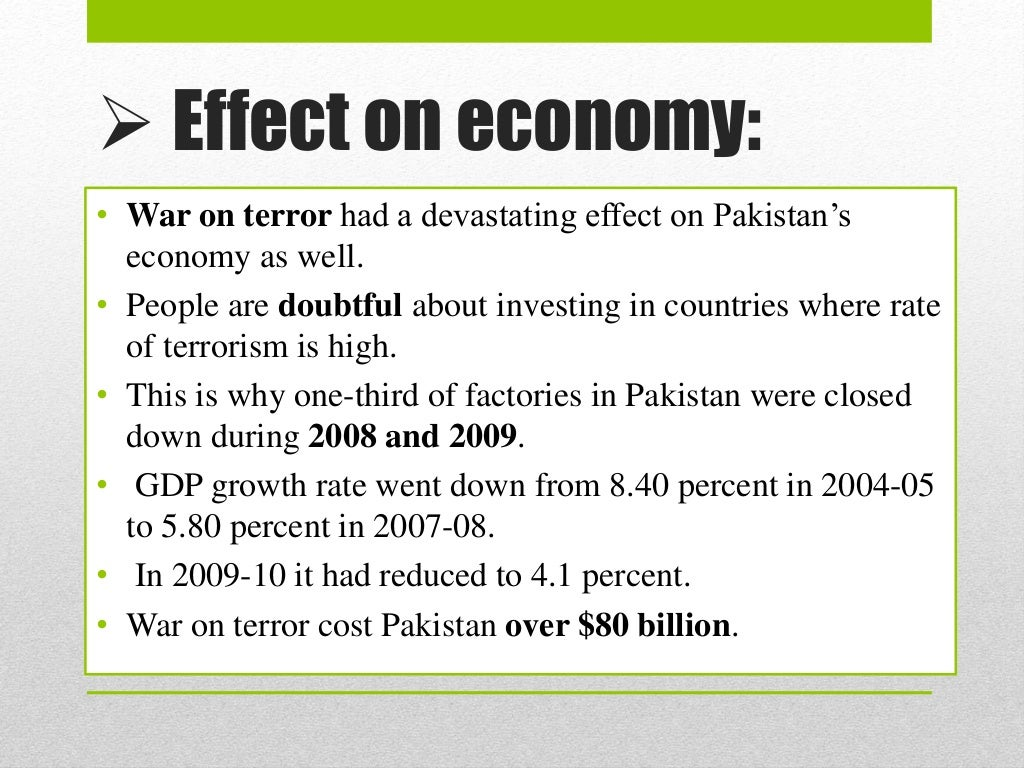 ➢ Effect on economy:
• War on terror had a devastating effect on Pakistan’s
economy as well.
• People are doubtful about investing in countries where rate
of terrorism is high.
• This is why one-third of factories in Pakistan were closed
down during 2008 and 2009.
• GDP growth rate went down from 8.40 percent in 2004-05
to 5.80 percent in 2007-08.
• In 2009-10 it had reduced to 4.1 percent.
• War on terror cost Pakistan over $80 billion.